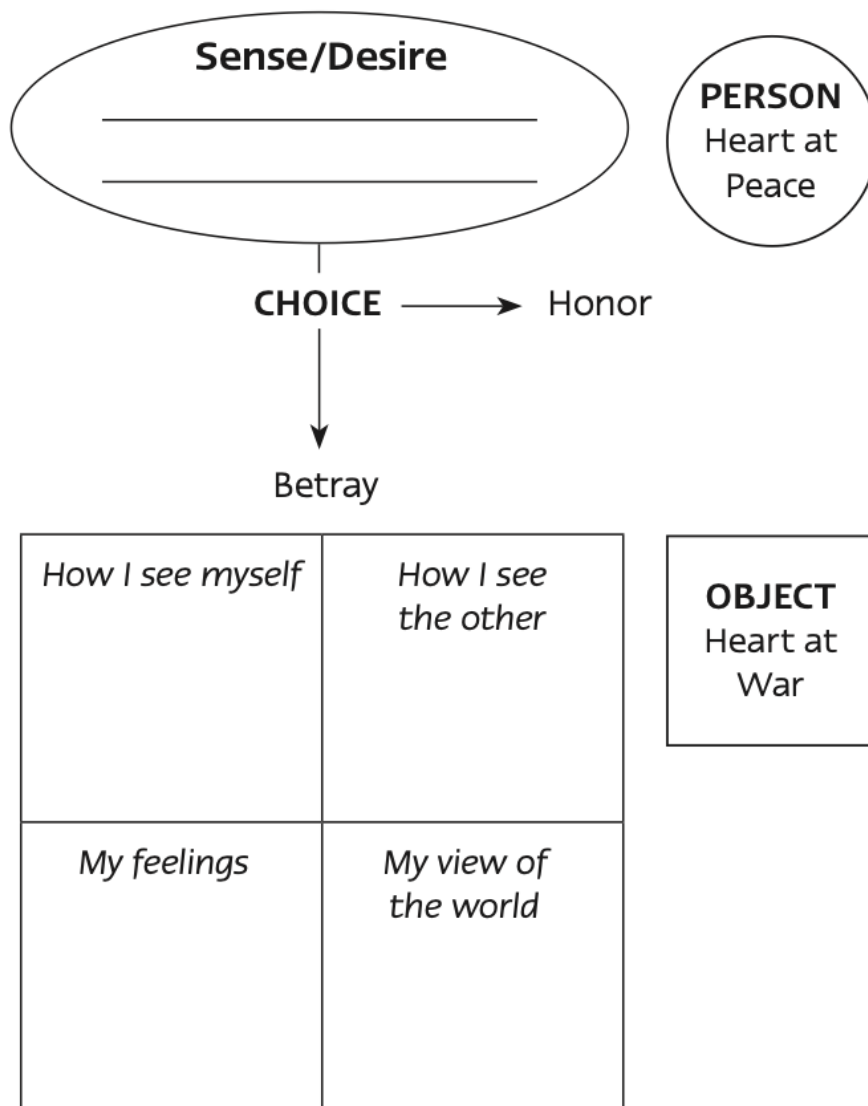 Sense/Desire
PERSON
Heart at
Peace
CHOICE
Honor
Betray
How I see myself
How I see
the other
OBJECT
Heart at
War
My feelings
My view of
the world